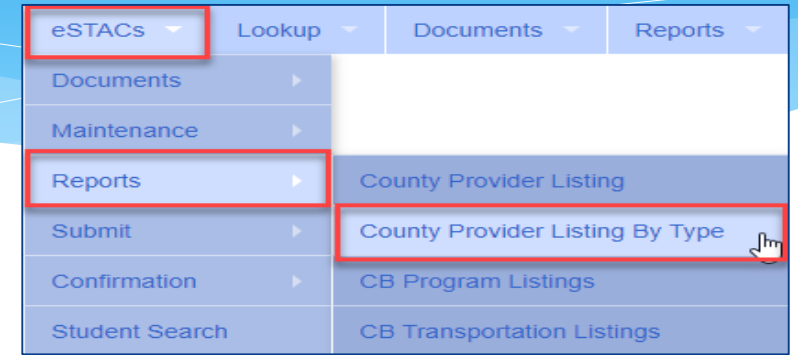 eSTACs Lookup Documents Reports
Documents
Maintenance
Reports County Provider Listing
Submit County Provider Listing By Type
Confirmation CB Program Listings
Student Search CB Transportation Listings